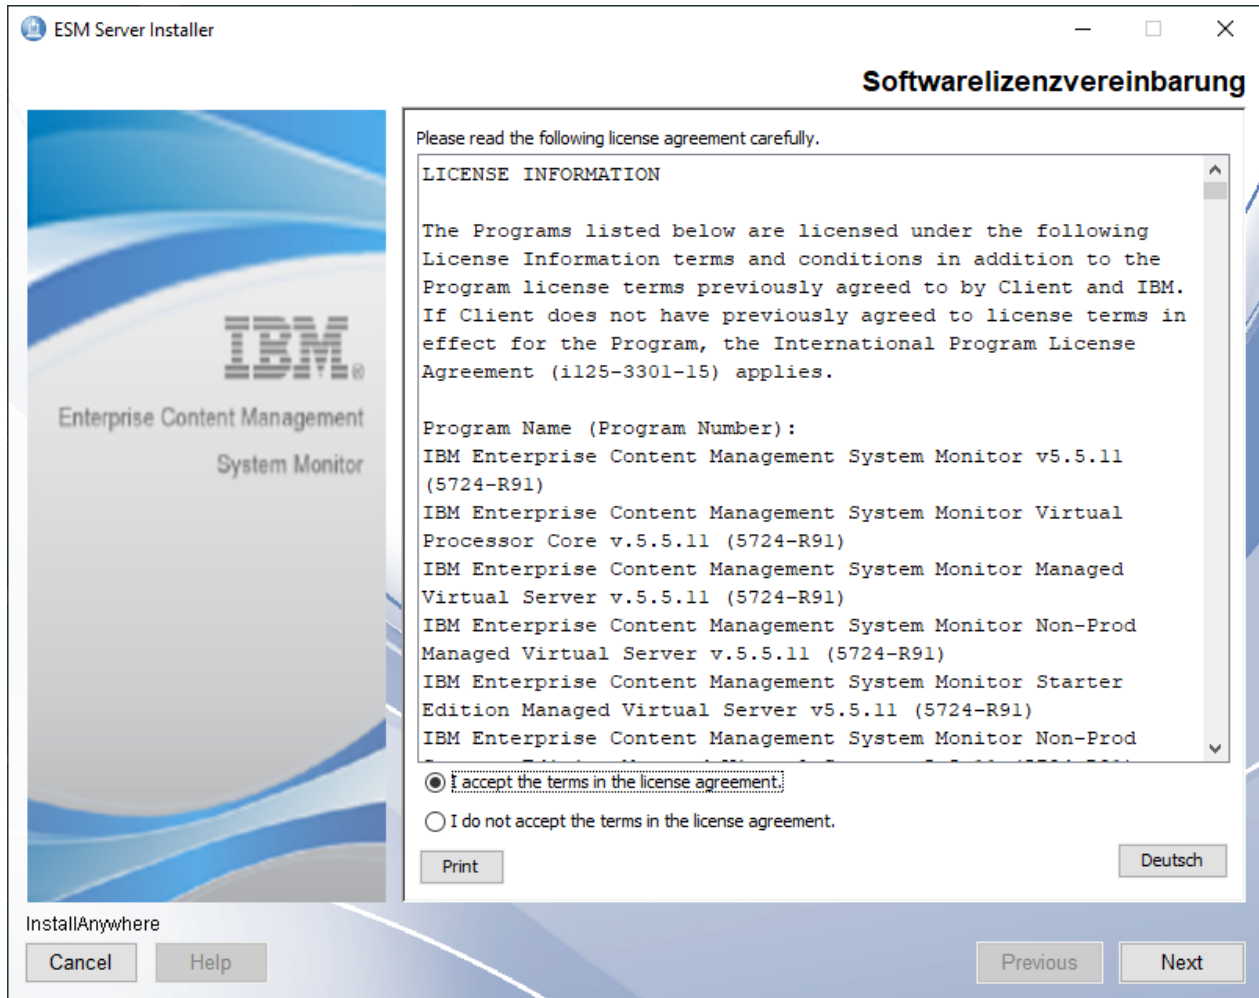 ESM Server Installer
Softwarelizenzvereinbarung
IBM®
Enterprise Content Management
System Monitor
Please read the following license agreement carefully.
LICENSE INFORMATION
The Programs listed below are licensed under the following
License Information terms and conditions in addition to the
Program license terms previously agreed to by Client and IBM.
If Client does not have previously agreed to license terms in
effect for the Program, the International Program License
Agreement (i125-3301-15) applies.
Program Name (Program Number):
IBM Enterprise Content Management System Monitor v5.5.11
(5724-R91)
IBM Enterprise Content Management System Monitor Virtual
Processor Core v.5.5.11 (5724-R91)
IBM Enterprise Content Management System Monitor Managed
Virtual Server v.5.5.11 (5724-R91)
IBM Enterprise Content Management System Monitor Non-Prod
Managed Virtual Server v.5.5.11 (5724-R91)
IBM Enterprise Content Management System Monitor Starter
Edition Managed Virtual Server v5.5.11 (5724-R91)
IBM Enterprise Content Management System Monitor Non-Prod
I accept the terms in the license agreement.
I do not accept the terms in the license agreement.
Print
Deutsch
InstallAnywhere
Cancel
Help
Previous
Next